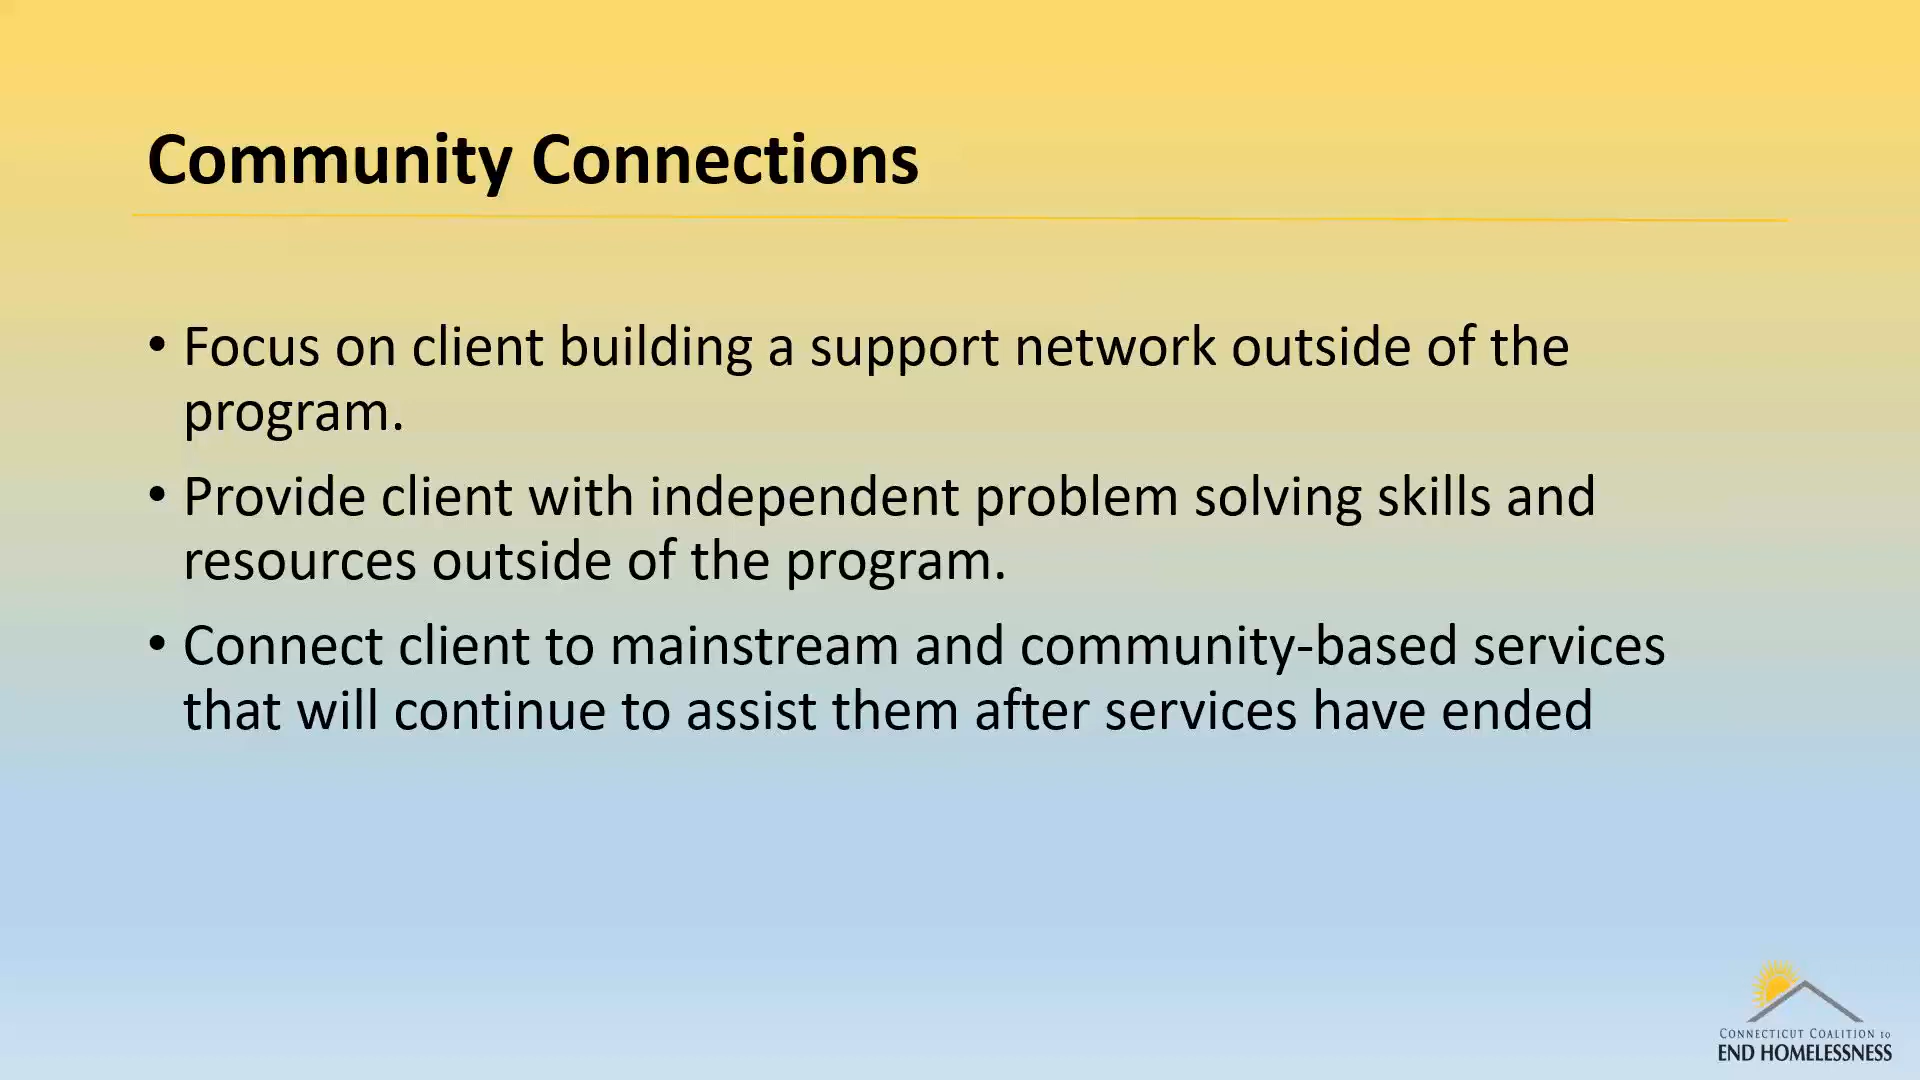 Community Connections
• Focus on client building a support network outside of the
program.
• Provide client with independent problem solving skills and
resources outside of the program.
• Connect client to mainstream and community-based services
that will continue to assist them after services have ended
CONNECTICUT COALITION to
END HOMELESSNESS